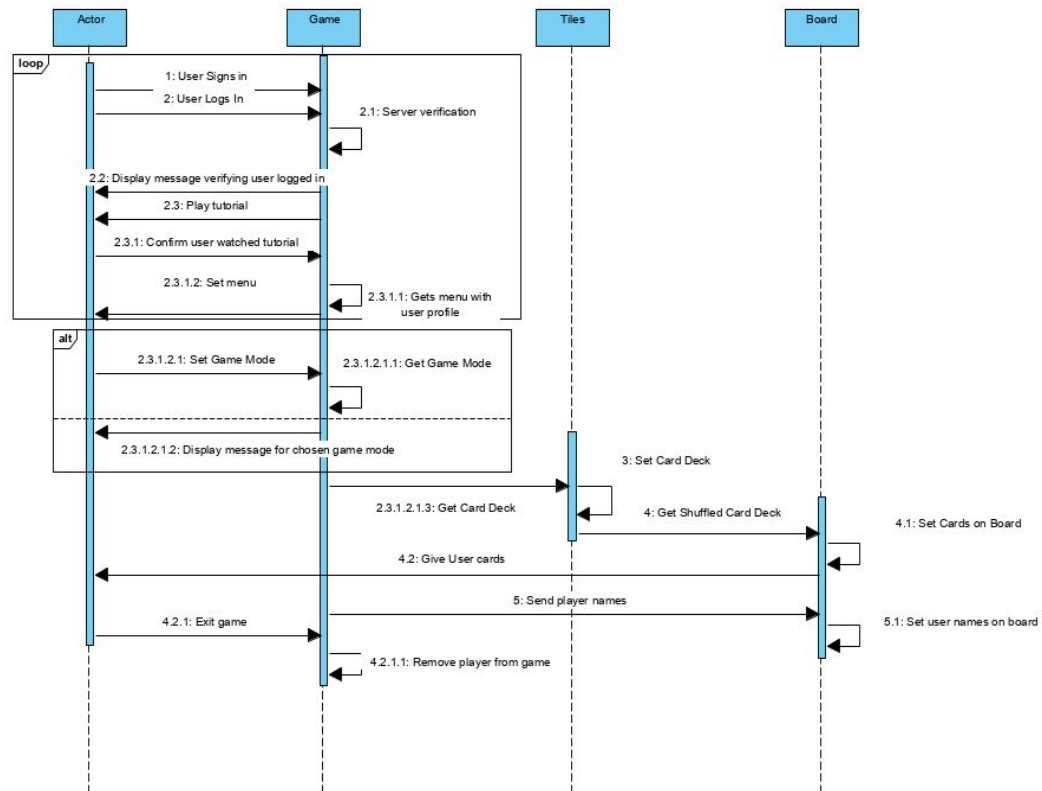 Actor
Game
Tiles
Board
loop
1: User Signs in
2: User Logs In
2.1: Server verification
2.2: Display message verifying user logged in
2.3: Play tutorial
2.3.1: Confirm user watched tutorial
2.3.1.2: Set menu
2.3.1.1: Gets menu with
user profile
alt
2.3.1.2.1: Set Game Mode
2.3.1.2.1.1: Get Game Mode
2.3.1.2.1.2: Display message for chosen game mode
3: Set Card Deck
2.3.1.2.1.3: Get Card Deck
4: Get Shuffled Card Deck
4.1: Set Cards on Board
4.2: Give User cards
5: Send player names
4.2.1: Exit game
5.1: Set user names on board
4.2.1.1: Remove player from game